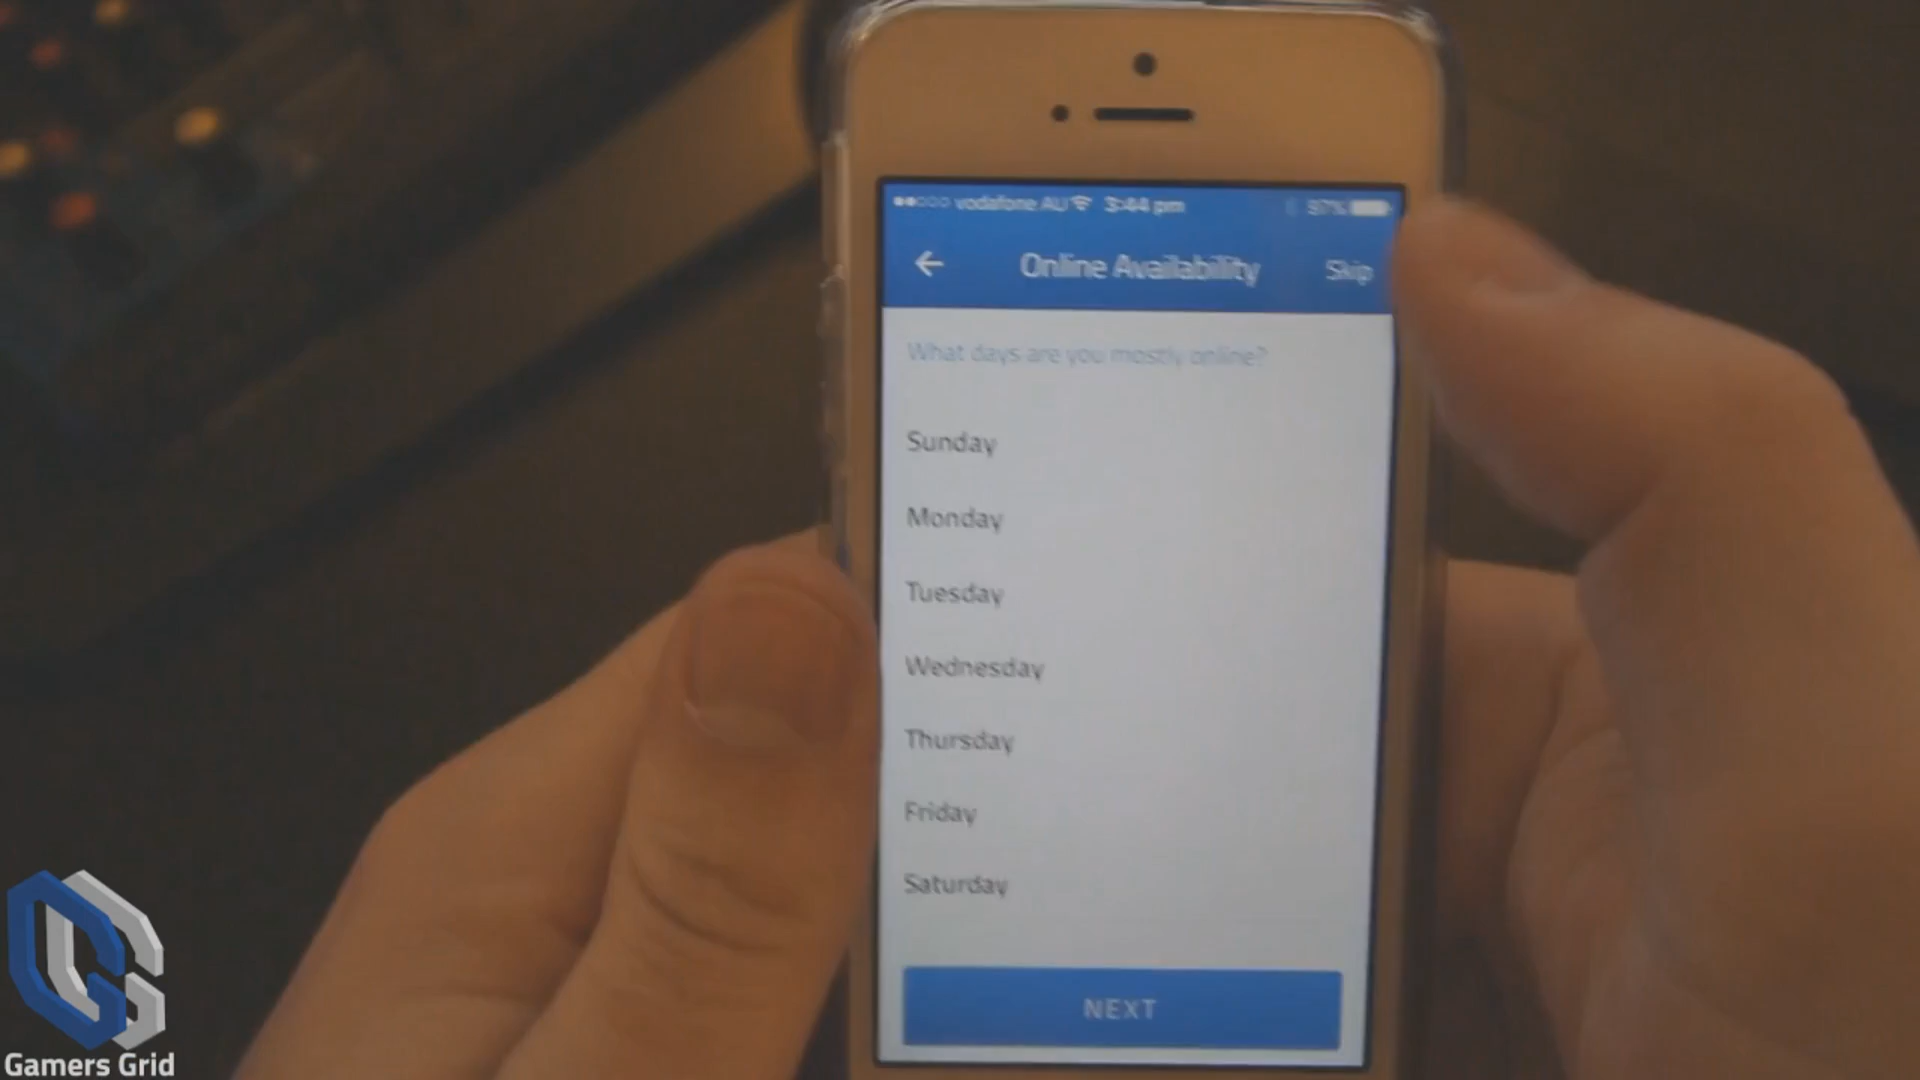 vodafone AU 3:44 pm 97%
Online Availability
Skip
What days are you mostly online?
Sunday
Monday
Tuesday
Wednesday
Thursday
Friday
Saturday
NEXT
Gamers Grid